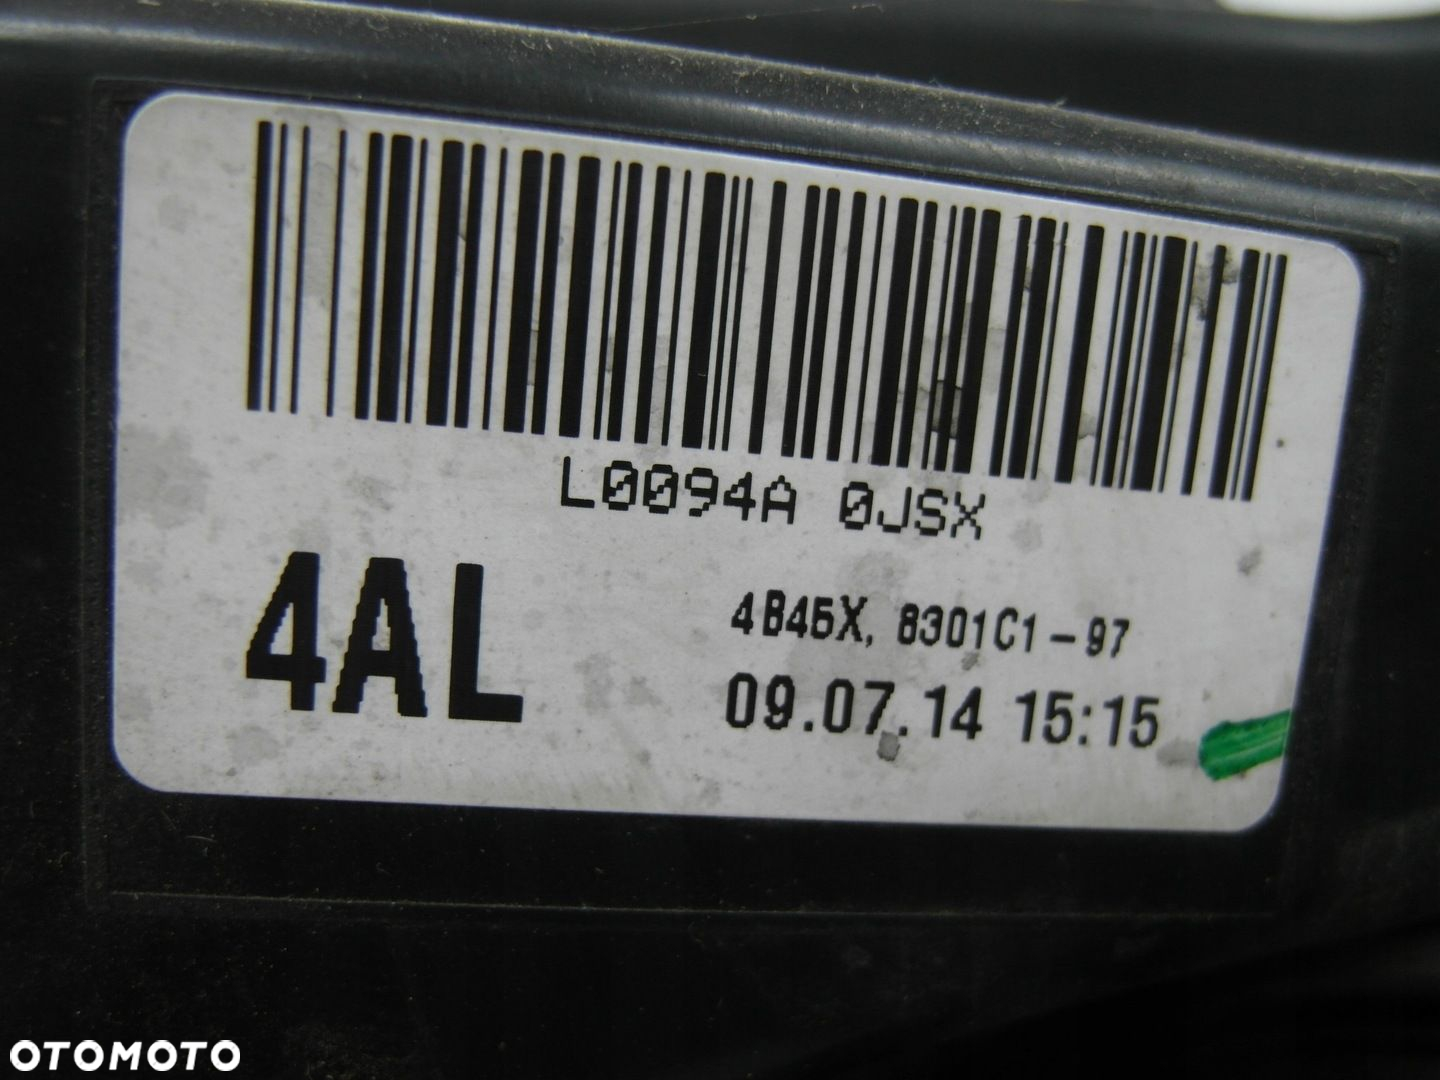 L0094A 0JSX
4AL
4B45X, 8301C1-97
09.07.14 15:15
OTOMOTO